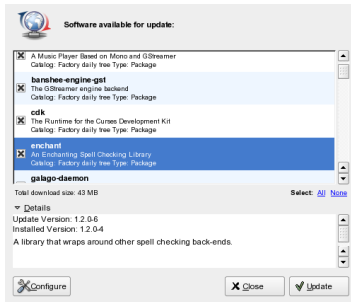 Software available for update:
A Music Player Based on Mono and GStreamer
Catalog: Factory daily tree Type: Package
banshee-engine-gst
The GStreamer engine backend
Catalog: Factory daily tree Type: Package
cdk
The Runtime for the Curses Development Kit
Catalog: Factory daily tree Type: Package
enchant
An Enchanting Spell Checking Library
Catalog: Factory daily tree Type: Package
galago-daemon
Total download size: 43 MB
Select: All None
Details
Update Version: 1.2.0-6
Installed Version: 1.2.0-4
A library that wraps around other spell checking back-ends.
Configure
Close
Update